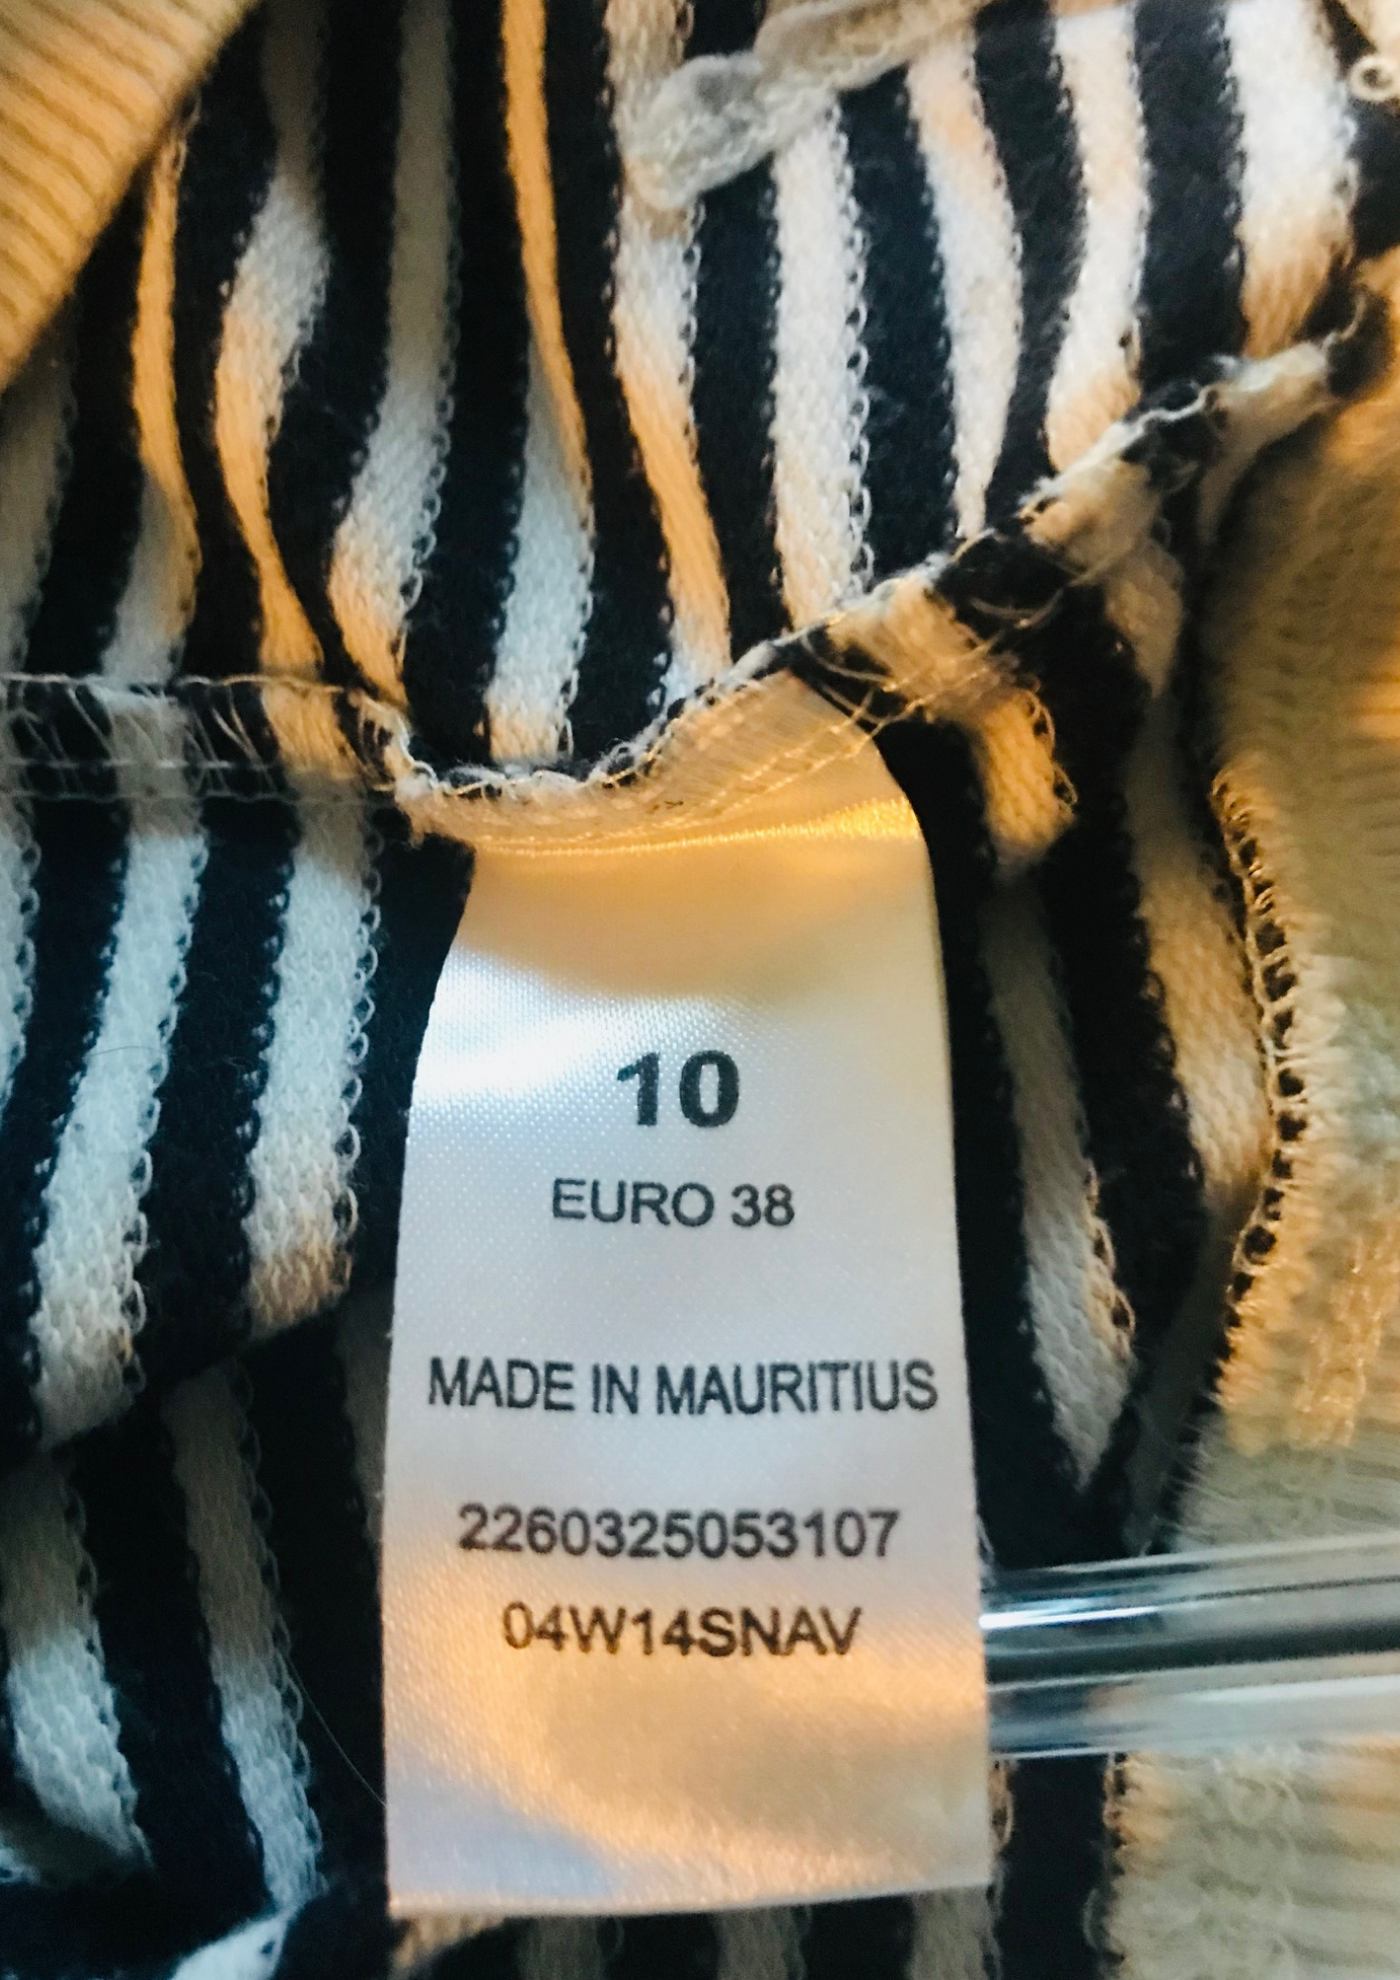 10
EURO 38
MADE IN MAURITIUS
2260325053107
04W14SNAV